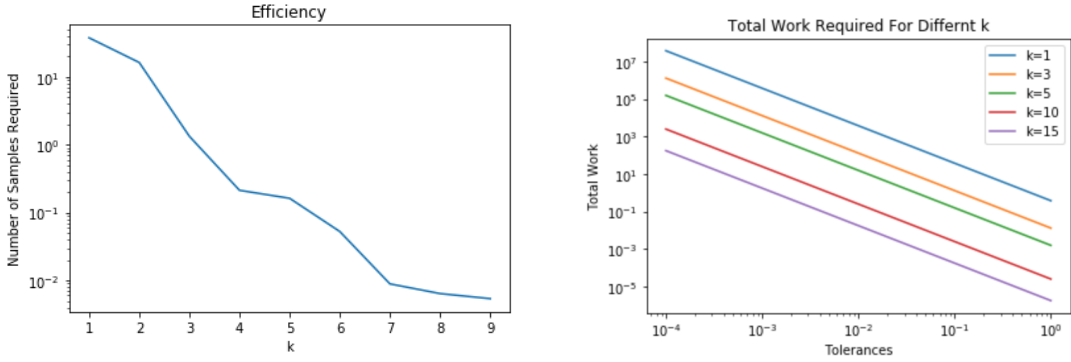 Efficiency
Number of Samples Required
10^1
10^0
10^-1
10^-2
1 2 3 4 5 6 7 8 9
k
Total Work Required For Differnt k
Total Work
10^7
10^5
10^3
10^1
10^-1
10^-3
10^-5
k=1
k=3
k=5
k=10
k=15
10^-4 10^-3 10^-2 10^-1 10^0
Tolerances